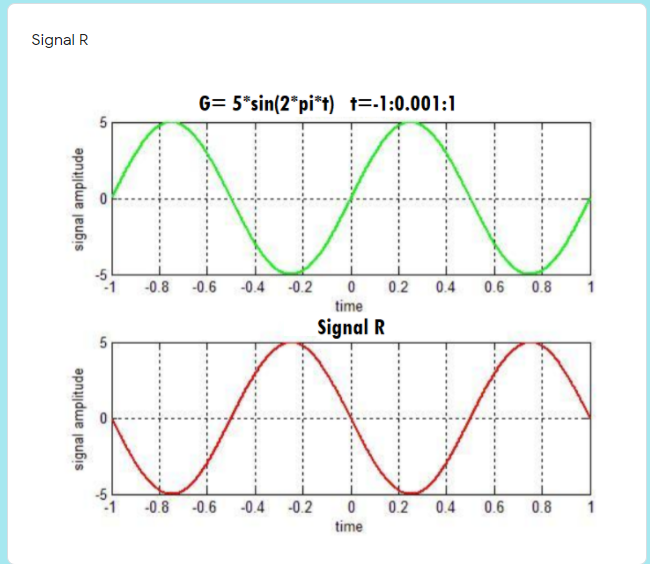 Signal R
G= 5*sin(2*pi*t) t=-1:0.001:1
signal amplitude
5
0
-5
-1 -0.8 -0.6 -0.4 -0.2 0 0.2 0.4 0.6 0.8 1
time
Signal R
signal amplitude
5
0
-5
-1 -0.8 -0.6 -0.4 -0.2 0 0.2 0.4 0.6 0.8 1
time